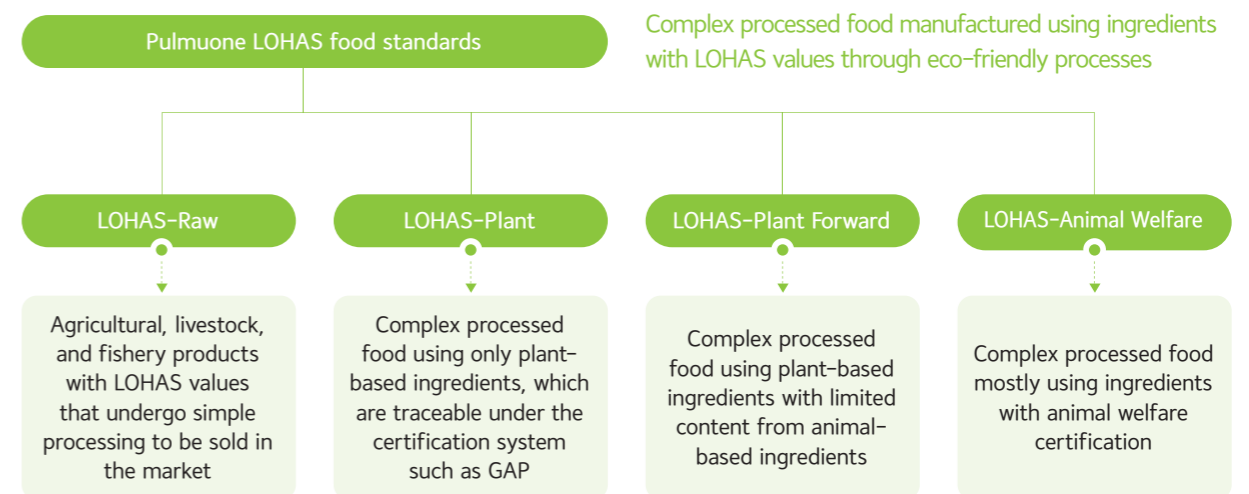 Pulmuone LOHAS food standards
Complex processed food manufactured using ingredients
with LOHAS values through eco-friendly processes
LOHAS-Raw
Agricultural, livestock,
and fishery products
with LOHAS values
that undergo simple
processing to be sold in
the market
LOHAS-Plant
Complex processed
food using only plant-
based ingredients, which
are traceable under the
certification system
such as GAP
LOHAS-Plant Forward
Complex processed
food using plant-based
ingredients with limited
content from animal-
based ingredients
LOHAS-Animal Welfare
Complex processed food
mostly using ingredients
with animal welfare
certification